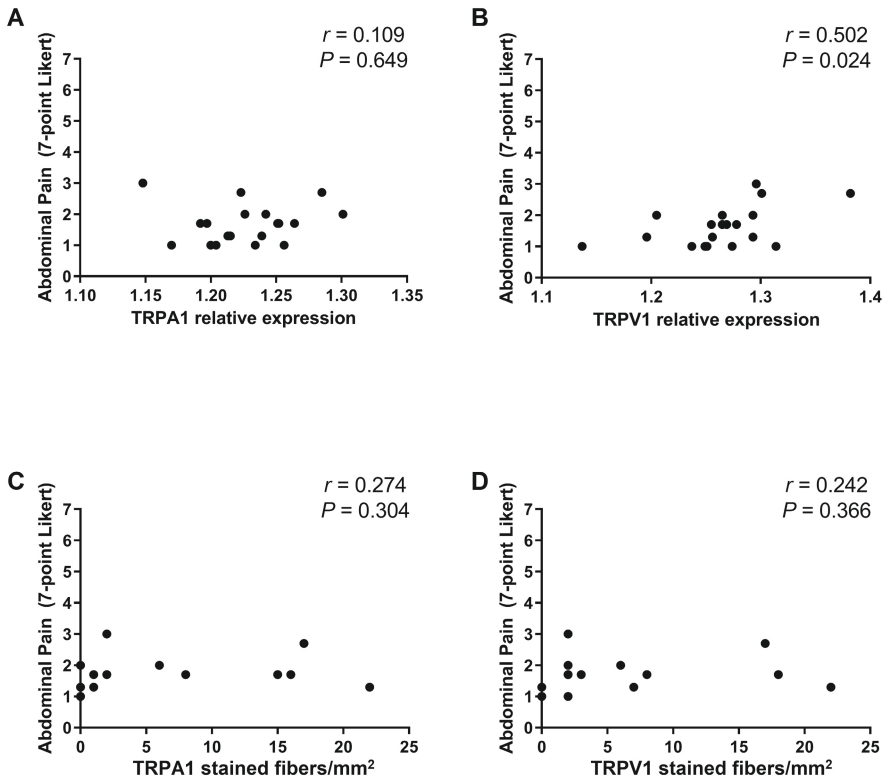 A
r = 0.109
P = 0.649
Abdominal Pain (7-point Likert)
7
6
5
4
3
2
1
0
1.10 1.15 1.20 1.25 1.30 1.35
TRPA1 relative expression
B
r = 0.502
P = 0.024
Abdominal Pain (7-point Likert)
7
6
5
4
3
2
1
0
1.1 1.2 1.3 1.4
TRPV1 relative expression
C
r = 0.274
P = 0.304
Abdominal Pain (7-point Likert)
7
6
5
4
3
2
1
0
0 5 10 15 20 25
TRPA1 stained fibers/mm²
D
r = 0.242
P = 0.366
Abdominal Pain (7-point Likert)
7
6
5
4
3
2
1
0
0 5 10 15 20 25
TRPV1 stained fibers/mm²